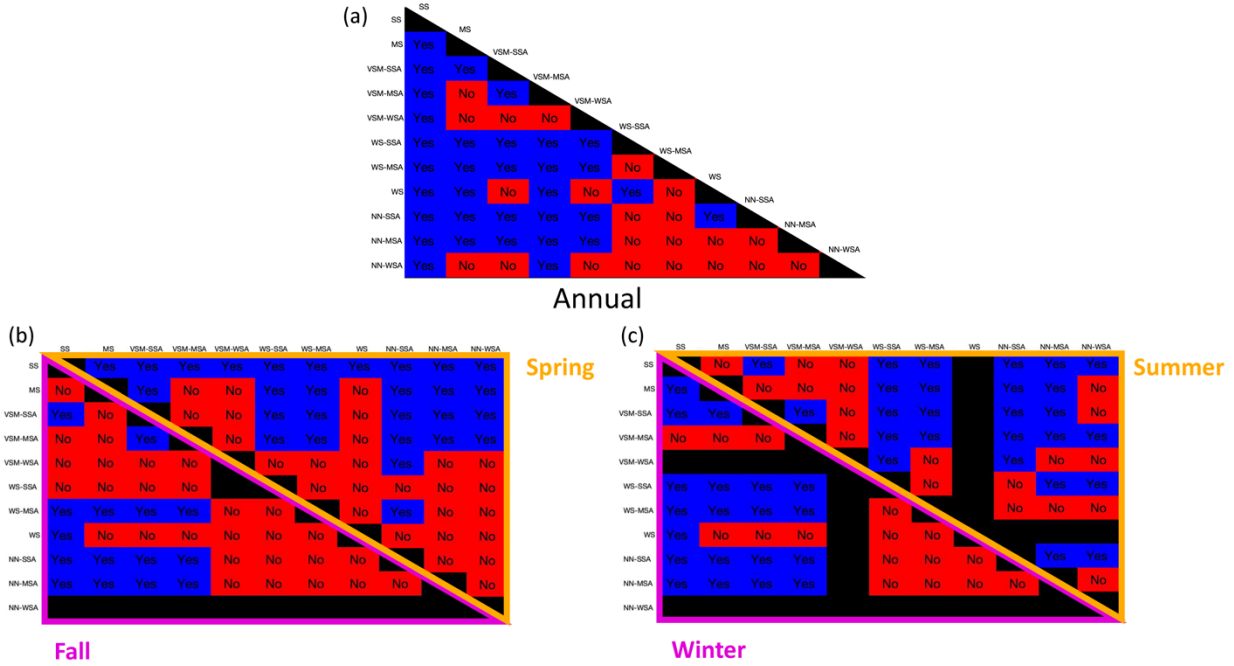 (a)
SS
SS
MS
MS Yes
VSM-SSA
VSM-SSA Yes Yes
VSM-MSA
VSM-MSA Yes No Yes
VSM-WSA
VSM-WSA Yes No No No
WS-SSA
WS-SSA Yes Yes Yes Yes Yes
WS-MSA
WS-MSA Yes Yes Yes Yes Yes No
WS
WS Yes Yes No Yes No Yes No
NN-SSA
NN-SSA Yes Yes Yes Yes Yes No No Yes
NN-MSA
NN-MSA Yes Yes Yes Yes Yes No No No No
NN-WSA
NN-WSA Yes No No Yes No No No No No No
Annual
(b)
SS MS VSM-SSA VSM-MSA VSM-WSA WS-SSA WS-MSA WS NN-SSA NN-MSA NN-WSA
SS Yes Yes Yes Yes Yes Yes Yes Yes Yes Yes
MS No Yes No No Yes Yes No Yes Yes Yes
VSM-SSA Yes No No No Yes Yes No Yes Yes Yes
VSM-MSA No No Yes No Yes Yes No Yes Yes Yes
VSM-WSA No No No No No No No Yes No No
WS-SSA No No No No No No No No No
WS-MSA Yes Yes Yes Yes No No No Yes No No
WS Yes No No No No No No No No No
NN-SSA Yes Yes Yes Yes No No No No No No
NN-MSA Yes Yes Yes Yes No No No No No No
NN-WSA
Spring
Fall
(c)
SS MS VSM-SSA VSM-MSA VSM-WSA WS-SSA WS-MSA WS NN-SSA NN-MSA NN-WSA
SS No Yes No No Yes Yes Yes Yes Yes
MS Yes No No No Yes Yes Yes Yes No
VSM-SSA Yes Yes Yes No Yes Yes Yes Yes No
VSM-MSA No No No No Yes Yes Yes Yes Yes
VSM-WSA Yes No Yes No No
WS-SSA Yes Yes Yes Yes No No Yes Yes
WS-MSA Yes Yes Yes Yes No No No No
WS Yes No No No No No
NN-SSA Yes Yes Yes Yes No No No Yes Yes
NN-MSA Yes Yes Yes Yes No No No No No
NN-WSA
Summer
Winter